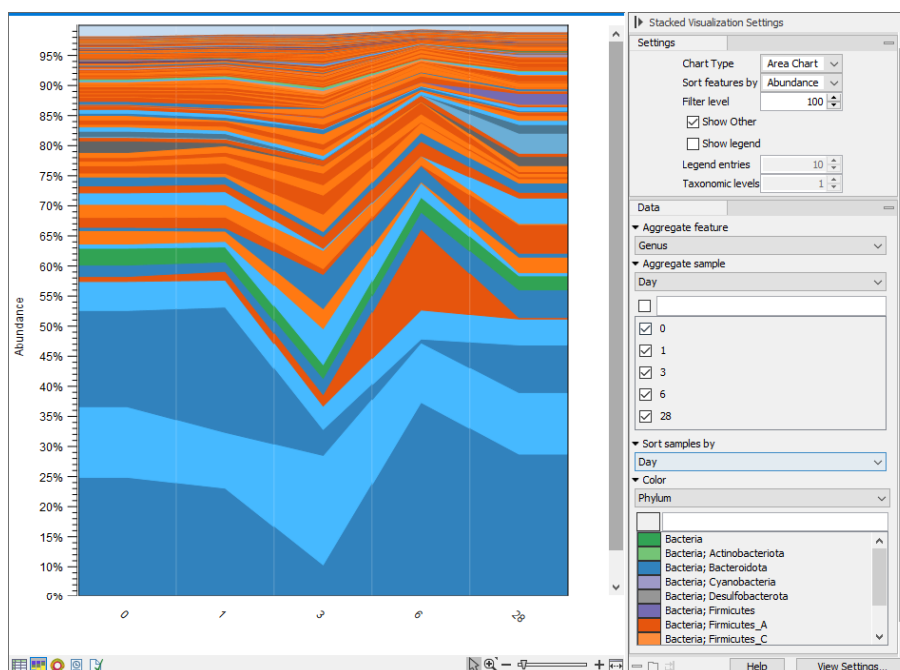 Stacked Visualization Settings
Settings
Chart Type Area Chart
Sort features by Abundance
Filter level 100
Show Other
Show legend
Legend entries 10
Taxonomic levels 1
Data
Aggregate feature
Genus
Aggregate sample
Day
0
1
3
6
28
Sort samples by
Day
Color
Phylum
Bacteria
Bacteria; Actinobacteriota
Bacteria; Bacteroidota
Bacteria; Cyanobacteria
Bacteria; Desulfobacterota
Bacteria; Firmicutes
Bacteria; Firmicutes_A
Bacteria; Firmicutes_C
Help View Settings...
Abundance
95%
90%
85%
80%
75%
70%
65%
60%
55%
50%
45%
40%
35%
30%
25%
20%
15%
10%
0%
0 1 3 6 28